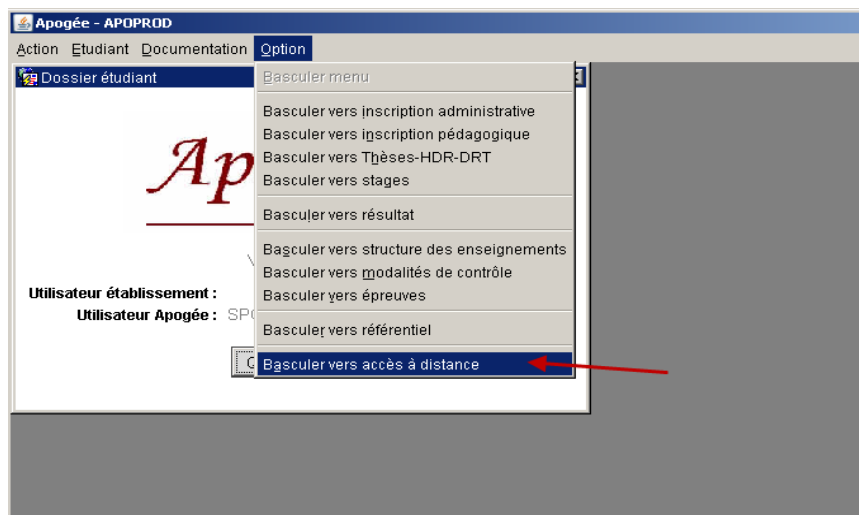 Apogée - APOPROD
Action Etudiant Documentation Option
Dossier étudiant
Basculer menu
Basculer vers inscription administrative
Basculer vers inscription pédagogique
Basculer vers Thèses-HDR-DRT
Basculer vers stages
Basculer vers résultat
Basculer vers structure des enseignements
Basculer vers modalités de contrôle
Basculer vers épreuves
Basculer vers référentiel
Basculer vers accès à distance
Ap
Utilisateur établissement :
Utilisateur Apogée : SP